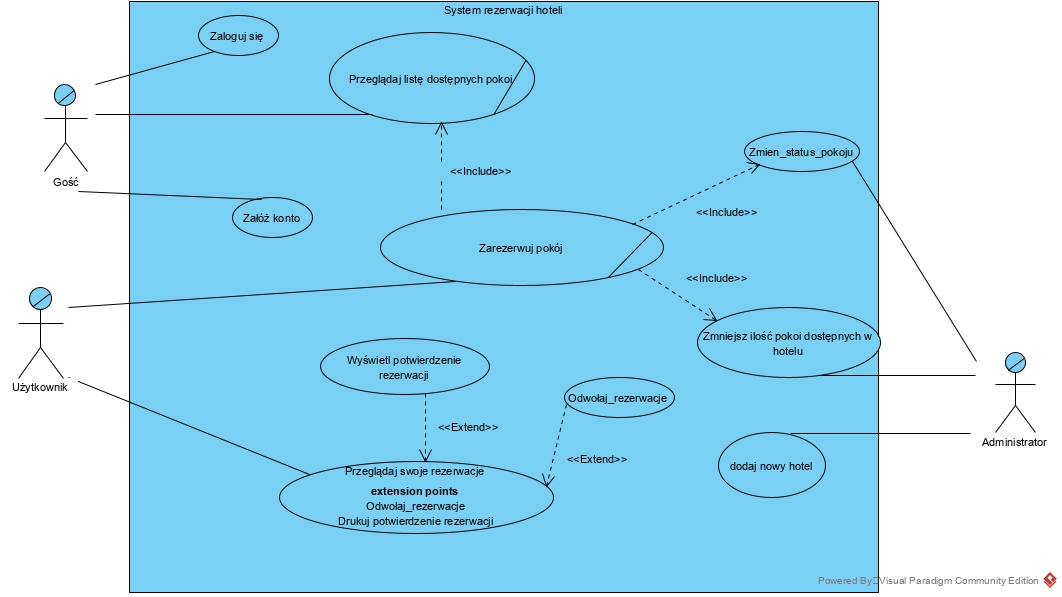 System rezerwacji hoteli
Zaloguj się
Przeglądaj listę dostępnych pokoi
Gość
<<Include>>
Zmien_status_pokoju
Załóż konto
<<Include>>
Zarezerwuj pokój
<<Include>>
Użytkownik
Zmniejsz ilość pokoi dostępnych w
hotelu
Wyświetl potwierdzenie
rezerwacji
Odwołaj_rezerwacje
<<Extend>>
<<Extend>>
Administrator
dodaj nowy hotel
Przeglądaj swoje rezerwacje
extension points
Odwołaj_rezerwacje
Drukuj potwierdzenie rezerwacji
Powered By Visual Paradigm Community Edition